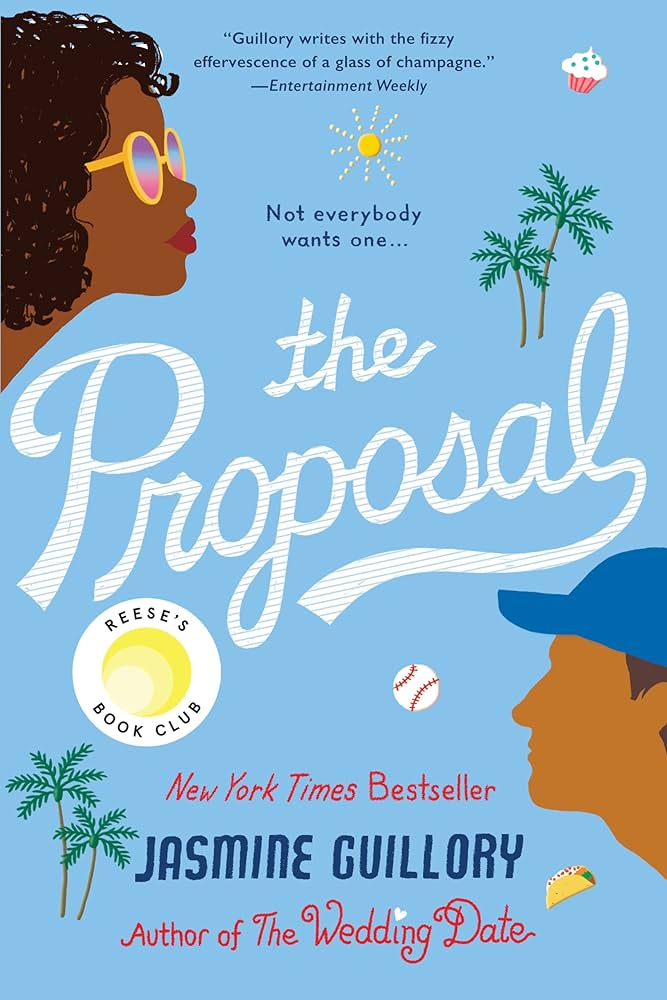 “Guillory writes with the fizzy
effervescence of a glass of champagne.”
—Entertainment Weekly
Not everybody
wants one...
the
Proposal
REESE'S
BOOK CLUB
New York Times Bestseller
JASMINE GUILLORY
Author of The Wedding Date